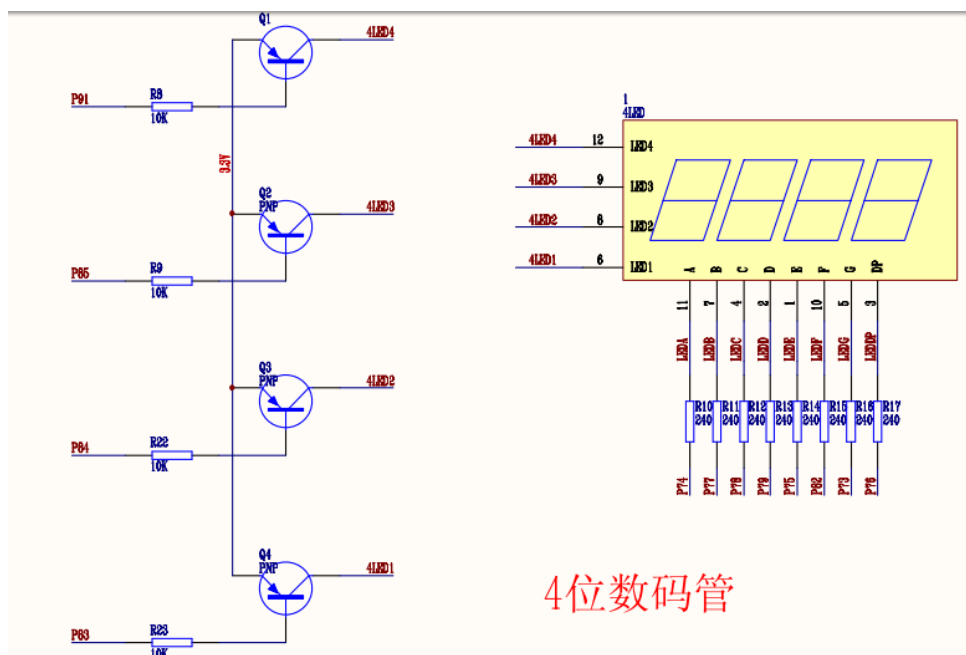 Q1
4LED4
P91
R8
10K
3.3V
Q2
PNP
4LED3
P85
R9
10K
Q3
PNP
4LED2
P84
R22
10K
Q4
PNP
4LED1
P83
R23
10K
1
4LED
4LED4 12 LED4
4LED3 9 LED3
4LED2 8 LED2
4LED1 6 LED1
A B C D E F G DP
11 7 4 2 1 10 5 3
LEDA LEDB LEDC LEDD LEDE LEDF LEDG LEDDP
R10 R11 R12 R13 R14 R15 R16 R17
240 240 240 240 240 240 240 240
P74 P77 P78 P79 P75 P82 P73 P76
4位数码管